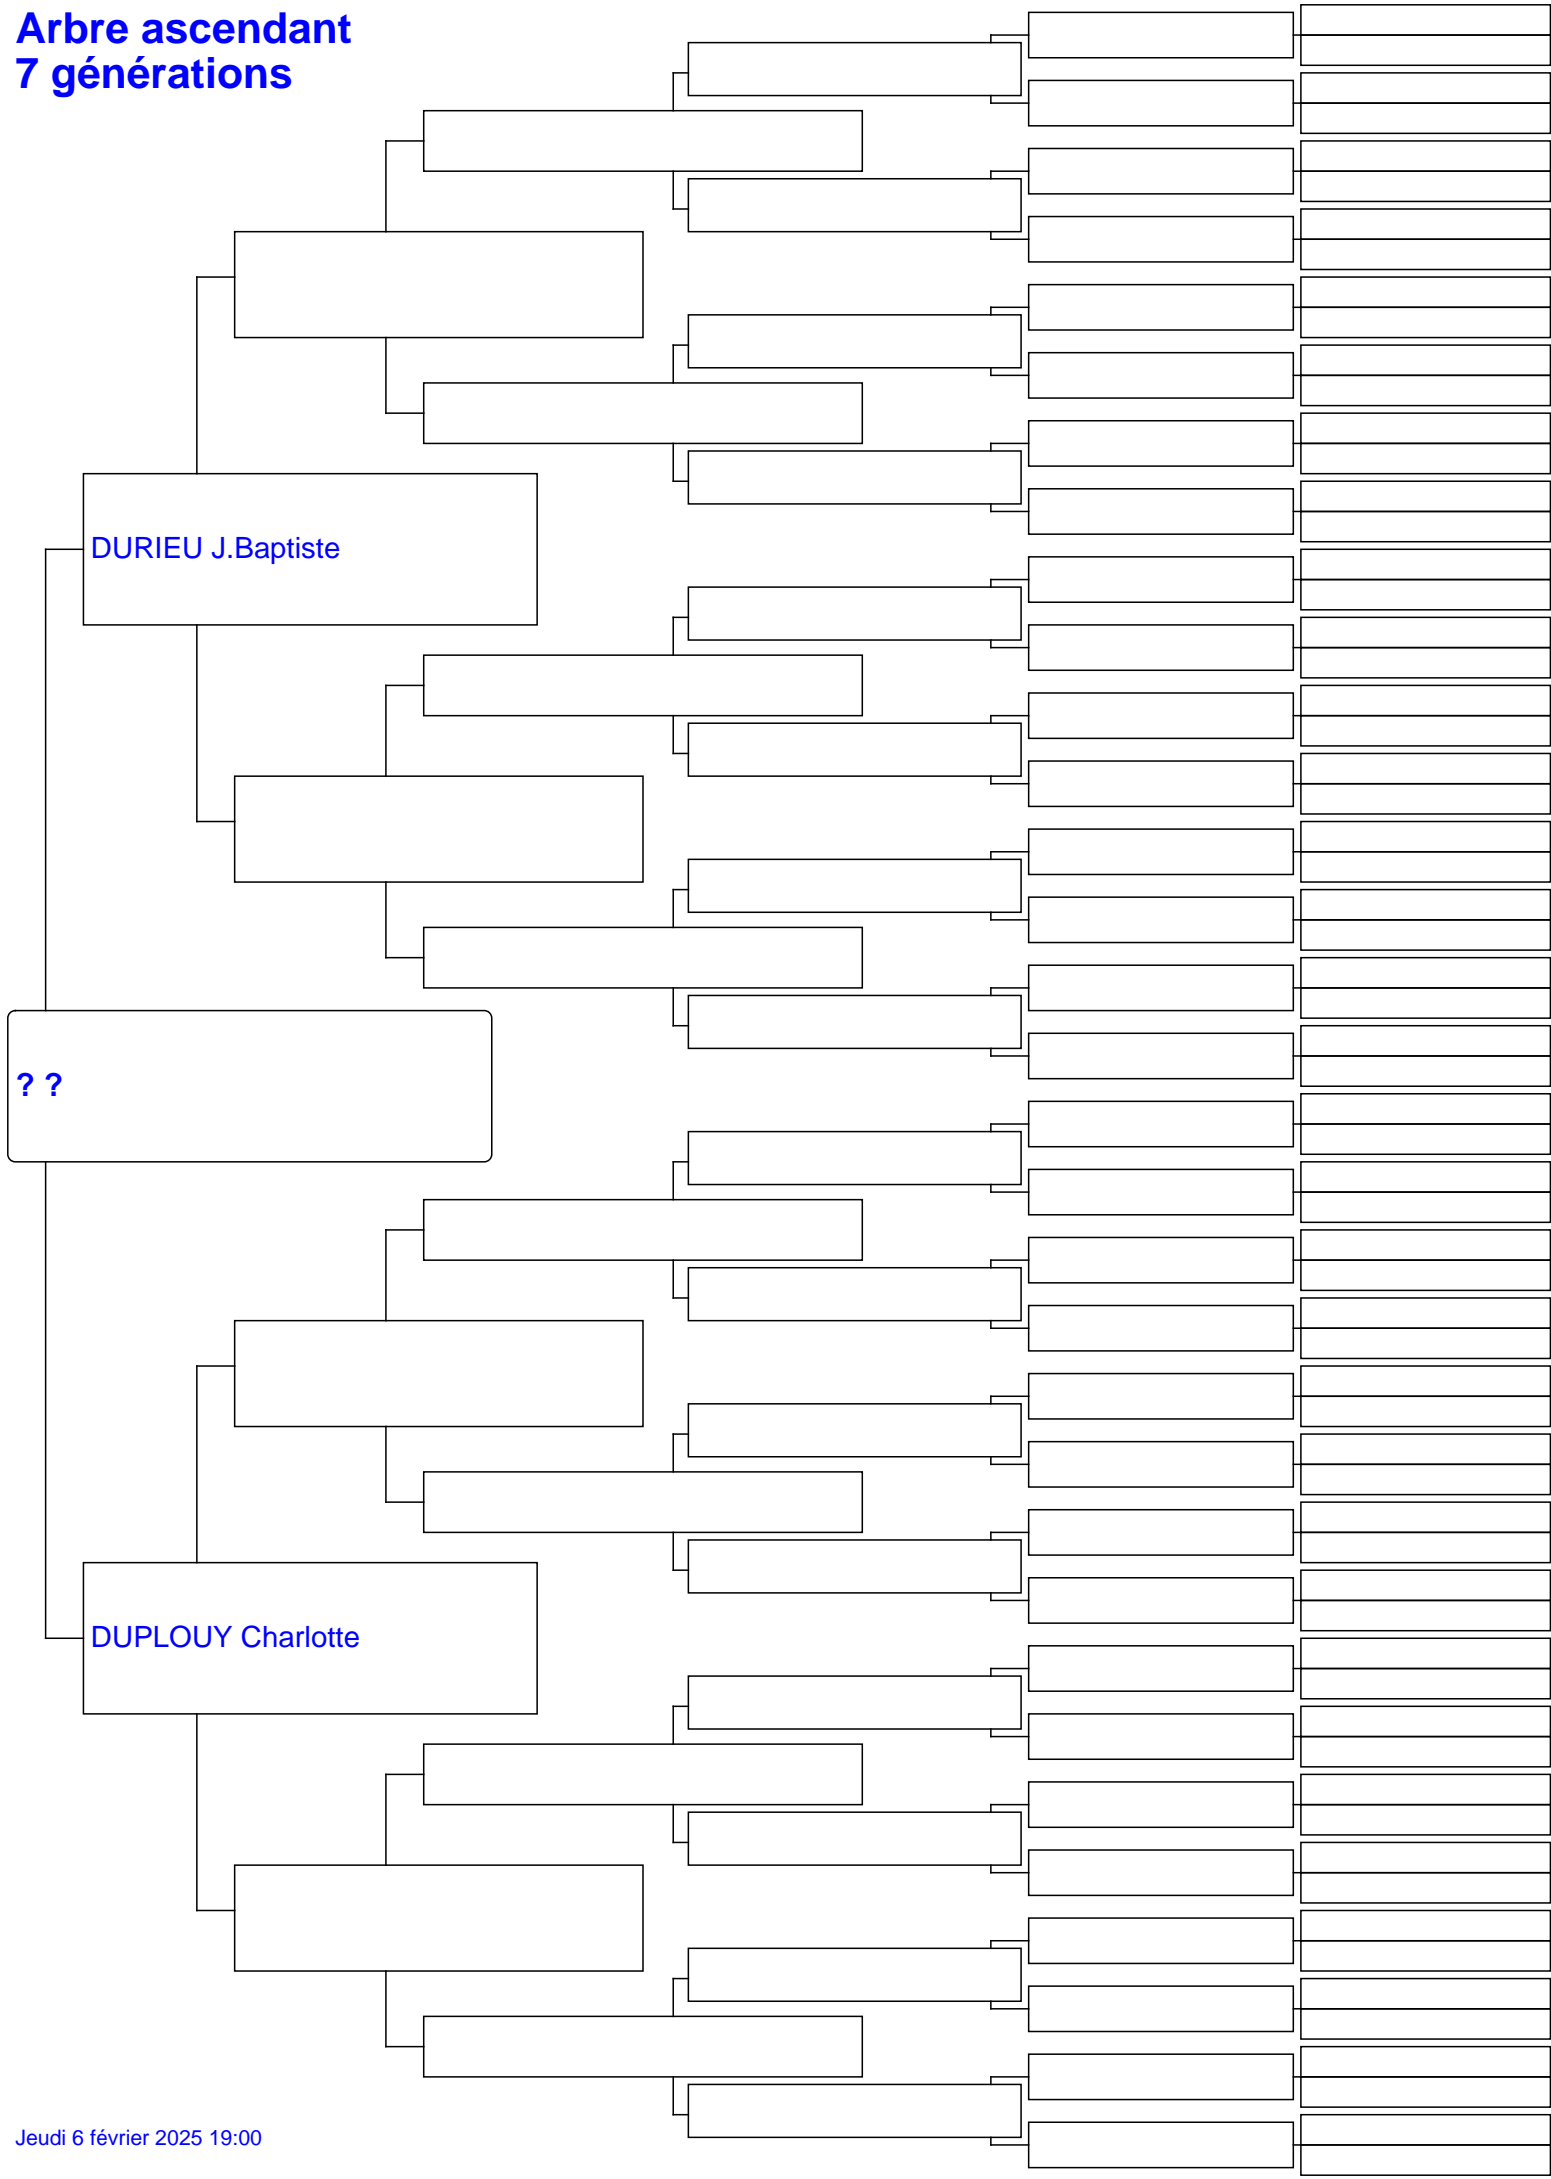 Arbre ascendant
7 générations
DURIEU J.Baptiste
? ?
DUPLOUY Charlotte
Jeudi 6 février 2025 19:00